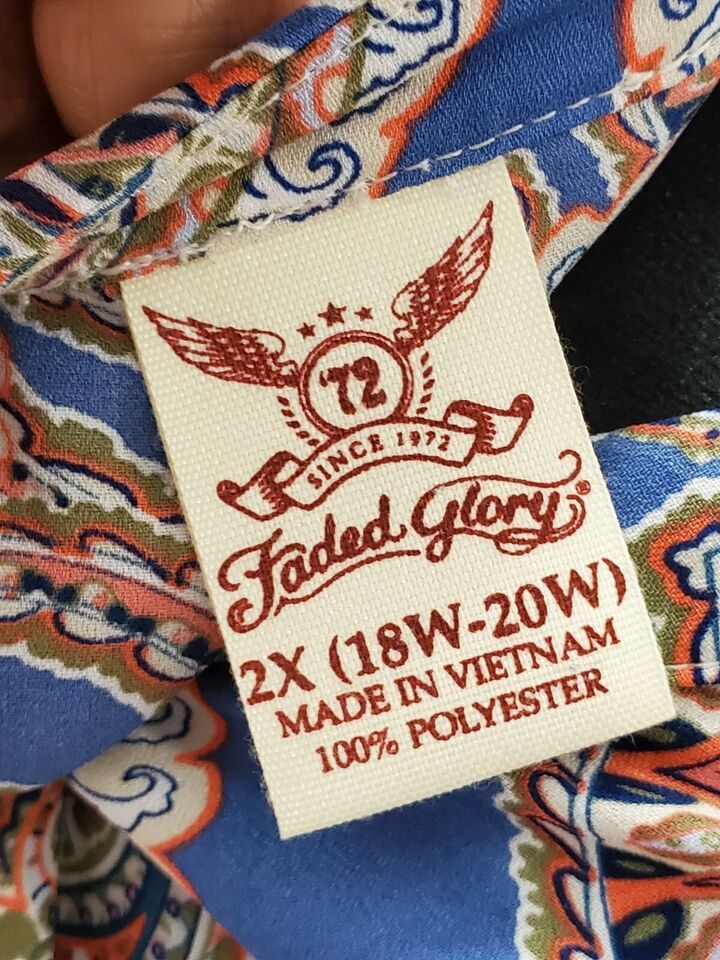 '72
SINCE 1972
Faded Glory®
2X (18W-20W)
MADE IN VIETNAM
100% POLYESTER